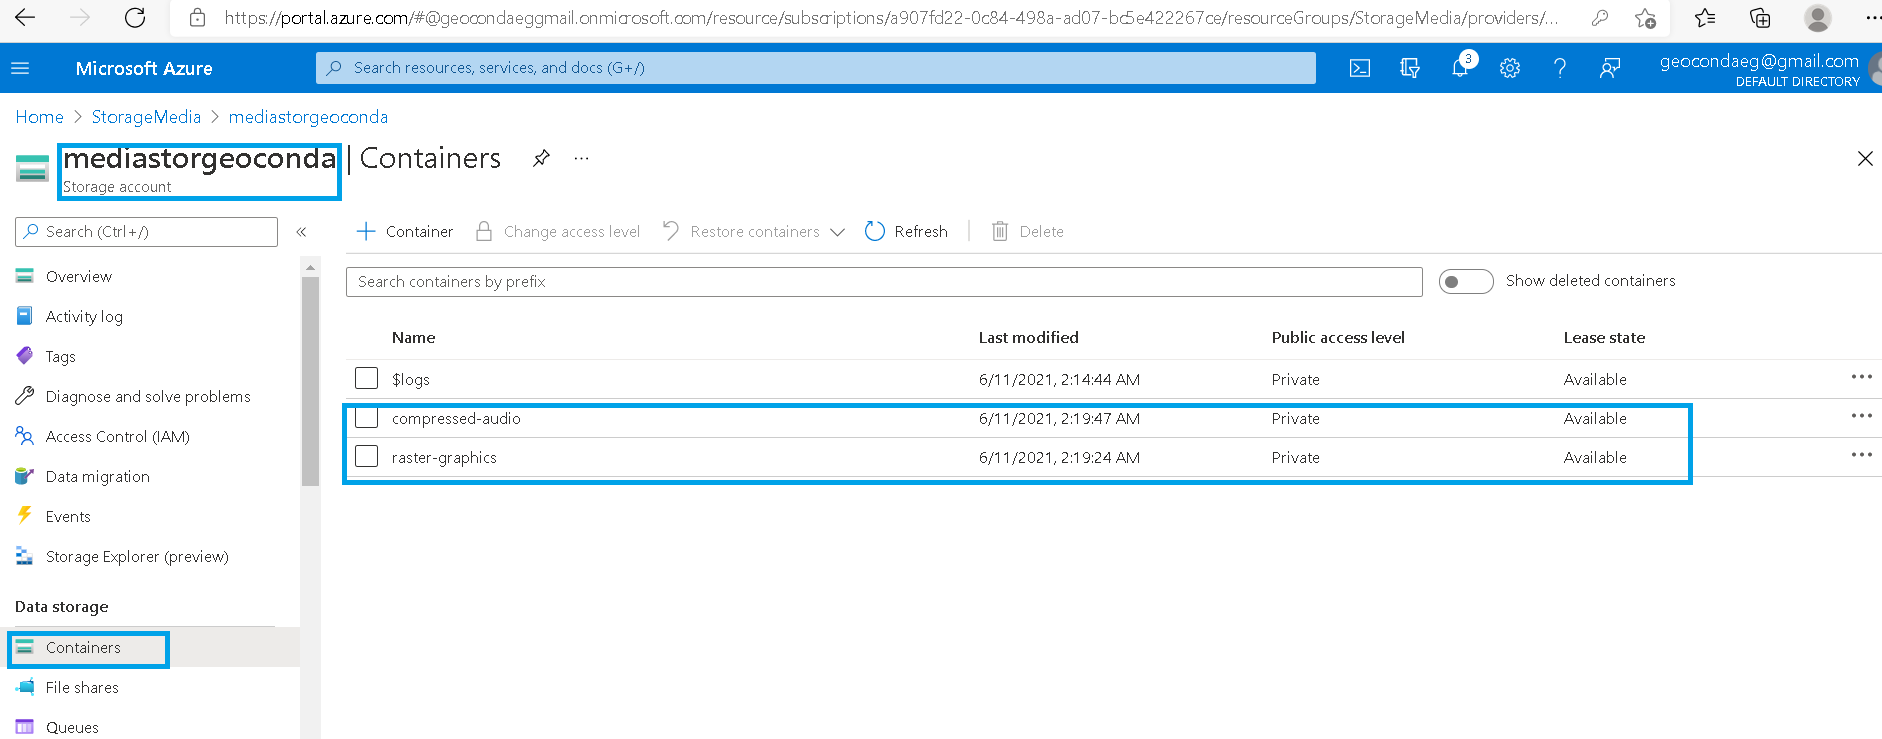 https://portal.azure.com/#@geocondaeggmail.onmicrosoft.com/resource/subscriptions/a907fd22-0c84-498a-ad07-bc5e422267ce/resourceGroups/StorageMedia/providers/...
Microsoft Azure
Search resources, services, and docs (G+/)
3
geocondaeg@gmail.com
DEFAULT DIRECTORY
Home > StorageMedia > mediastorgeoconda
mediastorgeoconda | Containers
Storage account
Search (Ctrl+/)
«
Container
Change access level
Restore containers
Refresh
Delete
Search containers by prefix
Show deleted containers
Overview
Activity log
Tags
Diagnose and solve problems
Access Control (IAM)
Data migration
Events
Storage Explorer (preview)
Data storage
Containers
File shares
Queues
Name Last modified Public access level Lease state
$logs 6/11/2021, 2:14:44 AM Private Available
compressed-audio 6/11/2021, 2:19:47 AM Private Available
raster-graphics 6/11/2021, 2:19:24 AM Private Available